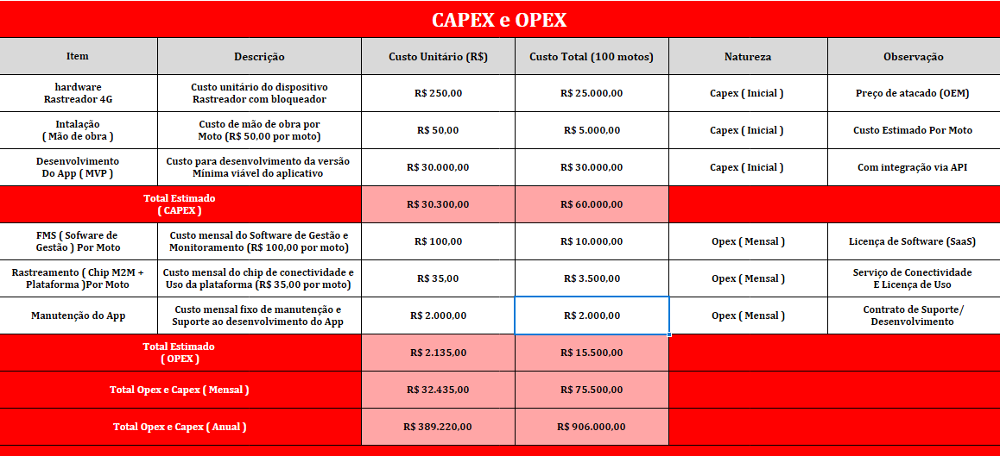 CAPEX e OPEX
Item Descrição Custo Unitário (R$) Custo Total (100 motos) Natureza Observação
hardware
Rastreador 4G
Custo unitário do dispositivo
Rastreador com bloqueador
R$ 250,00
R$ 25.000,00
Capex ( Inicial )
Preço de atacado (OEM)
Intalação
( Mão de obra )
Custo de mão de obra por
Moto (R$ 50,00 por moto)
R$ 50,00
R$ 5.000,00
Capex ( Inicial )
Custo Estimado Por Moto
Desenvolvimento
Do App ( MVP )
Custo para desenvolvimento da versão
Mínima viável do aplicativo
R$ 30.000,00
R$ 30.000,00
Capex ( Inicial )
Com integração via API
Total Estimado
( CAPEX )
R$ 30.300,00
R$ 60.000,00
FMS ( Sofware de
Gestão ) Por Moto
Custo mensal do Software de Gestão e
Monitoramento (R$ 100,00 por moto)
R$ 100,00
R$ 10.000,00
Opex ( Mensal )
Licença de Software (SaaS)
Rastreamento ( Chip M2M +
Plataforma )Por Moto
Custo mensal do chip de conectividade e
Uso da plataforma (R$ 35,00 por moto)
R$ 35,00
R$ 3.500,00
Opex ( Mensal )
Serviço de Conectividade
E Licença de Uso
Manutenção do App
Custo mensal fixo de manutenção e
Suporte ao desenvolvimento do App
R$ 2.000,00
R$ 2.000,00
Opex ( Mensal )
Contrato de Suporte/
Desenvolvimento
Total Estimado
( OPEX )
R$ 2.135,00
R$ 15.500,00
Total Opex e Capex ( Mensal )
R$ 32.435,00
R$ 75.500,00
Total Opex e Capex ( Anual )
R$ 389.220,00
R$ 906.000,00